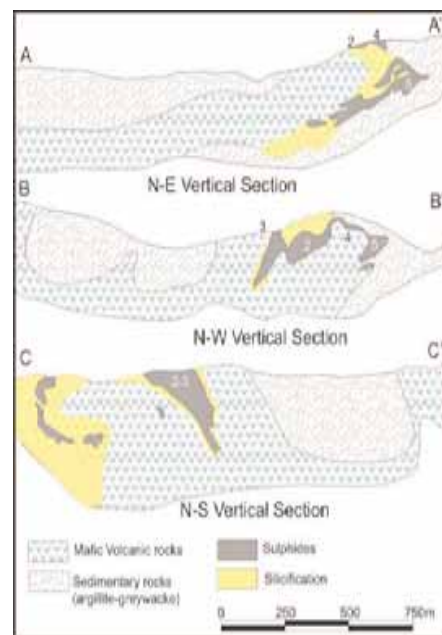 A A'
2 4
N-E Vertical Section
B B'
3
4
N-W Vertical Section
C C'
N-S Vertical Section
Mafic Volcanic rocks
Sedimentary rocks
(argillite-greywacke)
Sulphides
Silicification
0 250 500 750m